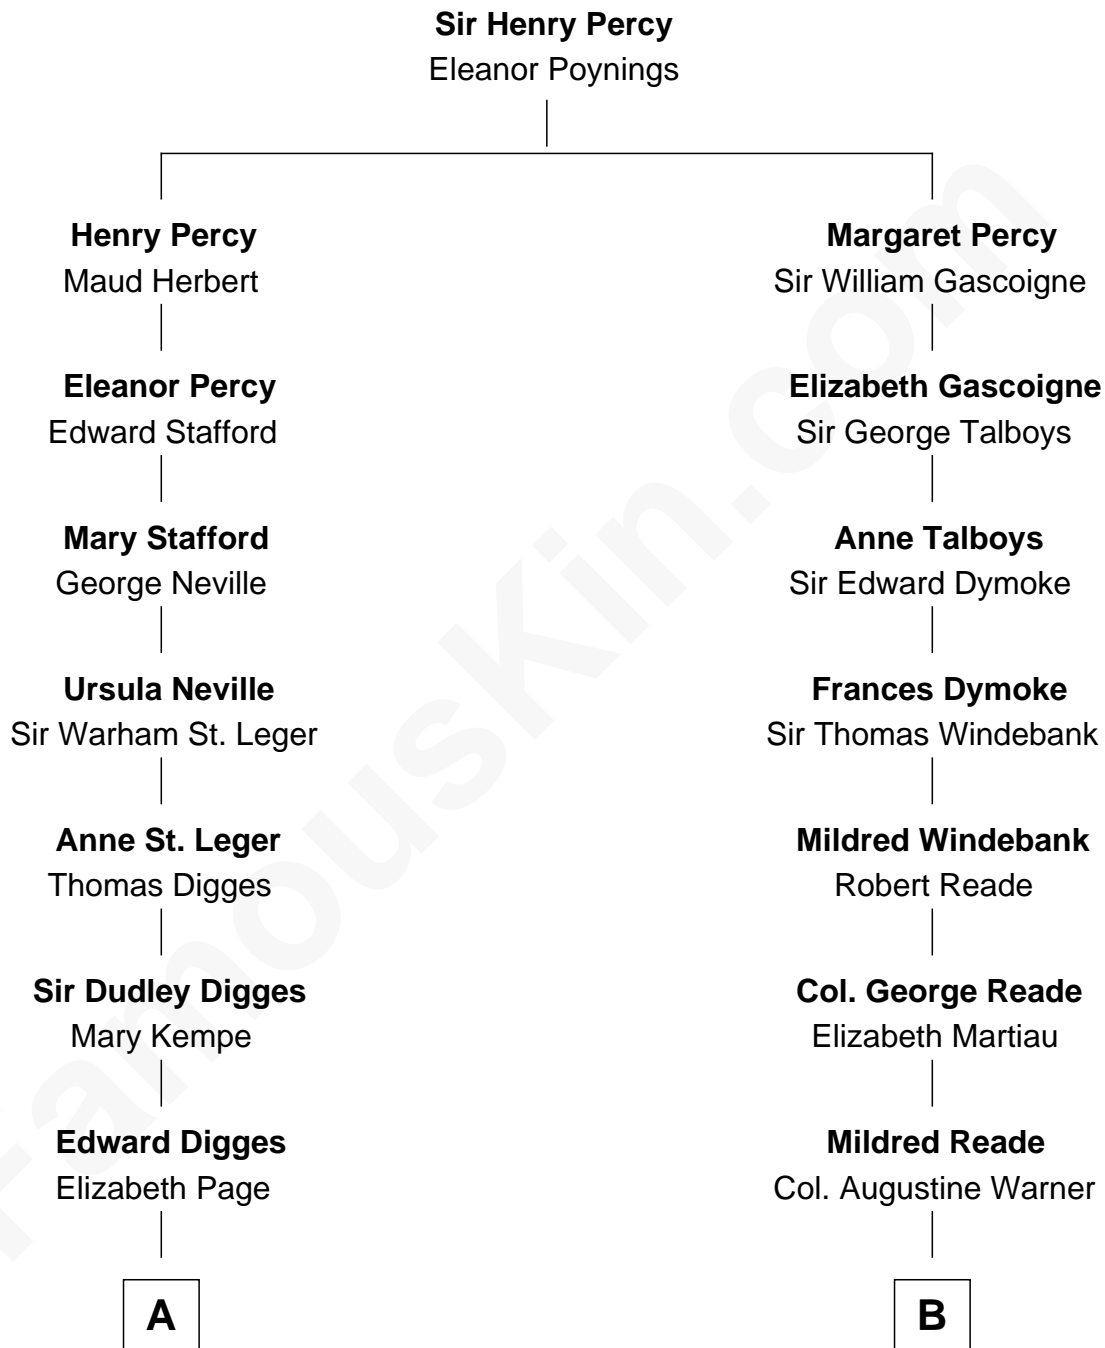 Sir Henry Percy
Eleanor Poynings
Henry Percy
Maud Herbert
Margaret Percy
Sir William Gascoigne
Eleanor Percy
Edward Stafford
Elizabeth Gascoigne
Sir George Talboys
Mary Stafford
George Neville
Anne Talboys
Sir Edward Dymoke
Ursula Neville
Sir Warham St. Leger
Frances Dymoke
Sir Thomas Windebank
Anne St. Leger
Thomas Digges
Mildred Windebank
Robert Reade
Sir Dudley Digges
Mary Kempe
Col. George Reade
Elizabeth Martiau
Edward Digges
Elizabeth Page
Mildred Reade
Col. Augustine Warner
A
B
FamousKin.com